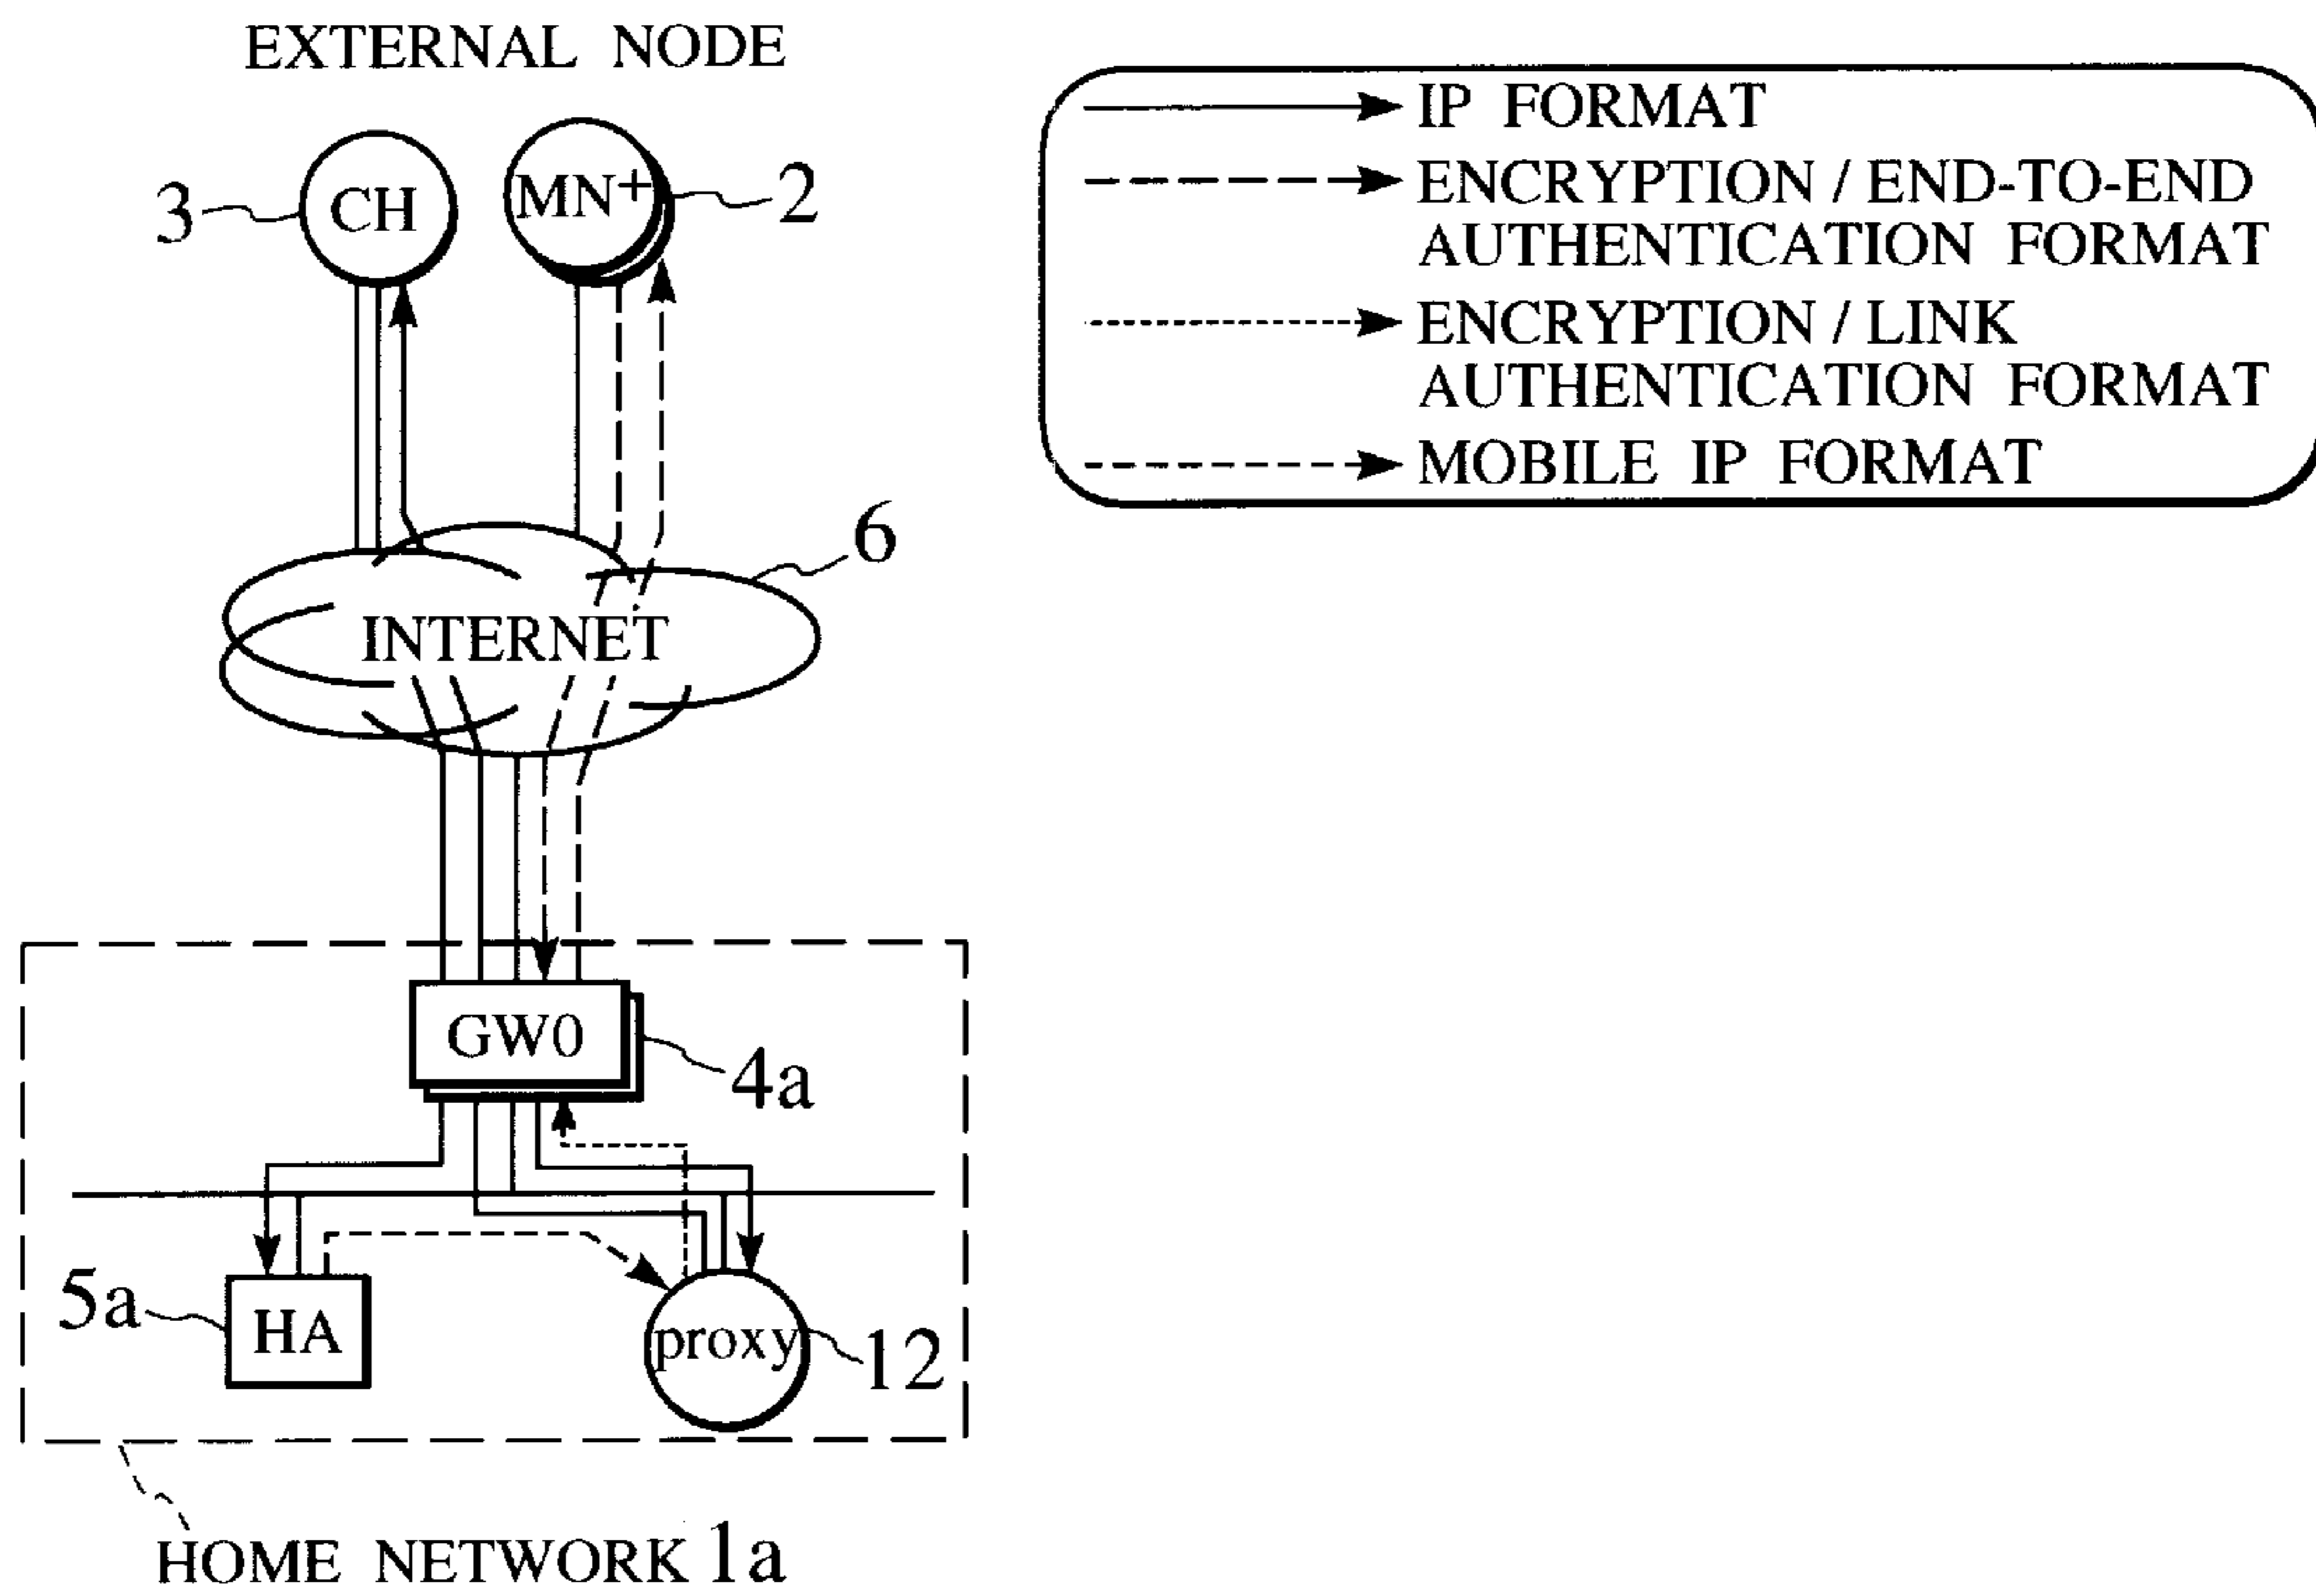 EXTERNAL NODE
3
CH
MN+
2
IP FORMAT
ENCRYPTION / END-TO-END
AUTHENTICATION FORMAT
ENCRYPTION / LINK
AUTHENTICATION FORMAT
MOBILE IP FORMAT
6
INTERNET
GW0
4a
5a
HA
proxy
12
HOME NETWORK 1a